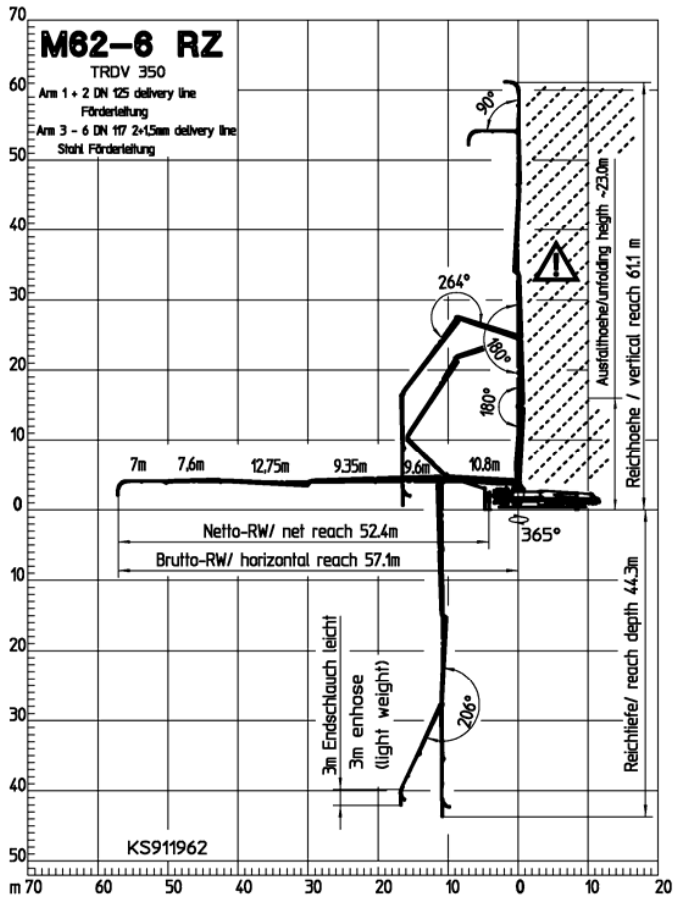 70
M62-6 RZ
TRDV 350
Arm 1 + 2 DN 125 delivery line
Förderleitung
Arm 3 - 6 DN 117 2+1,5mm delivery line
Stahl Förderleitung
60
50
40
30
20
10
0
10
20
30
40
50
90°
264°
180°
180°
Ausfalthoehe/unfolding heigth ~23.0m
Reichhoehe / vertical reach 61.1 m
7m 7,6m 12,75m 9.35m 9.6m 10.8m
365°
Netto-RW/ net reach 52.4m
Brutto-RW/ horizontal reach 57.1m
Reichtiefe/ reach depth 44.3m
206°
3m Endschlauch leicht
3m enhose
(light weight)
KS911962
m 70 60 50 40 30 20 10 0 10 20